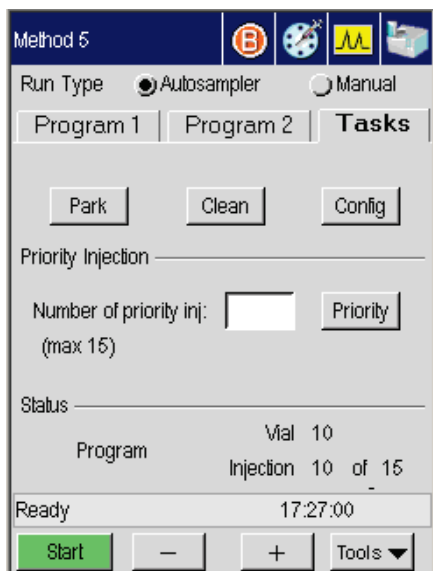 Method 5 B
Run Type Autosampler Manual
Program 1 Program 2 Tasks
Park Clean Config
Priority Injection
Number of priority inj: Priority
(max 15)
Status
Vial 10
Program
Injection 10 of 15
Ready 17:27:00
Start − + Tools